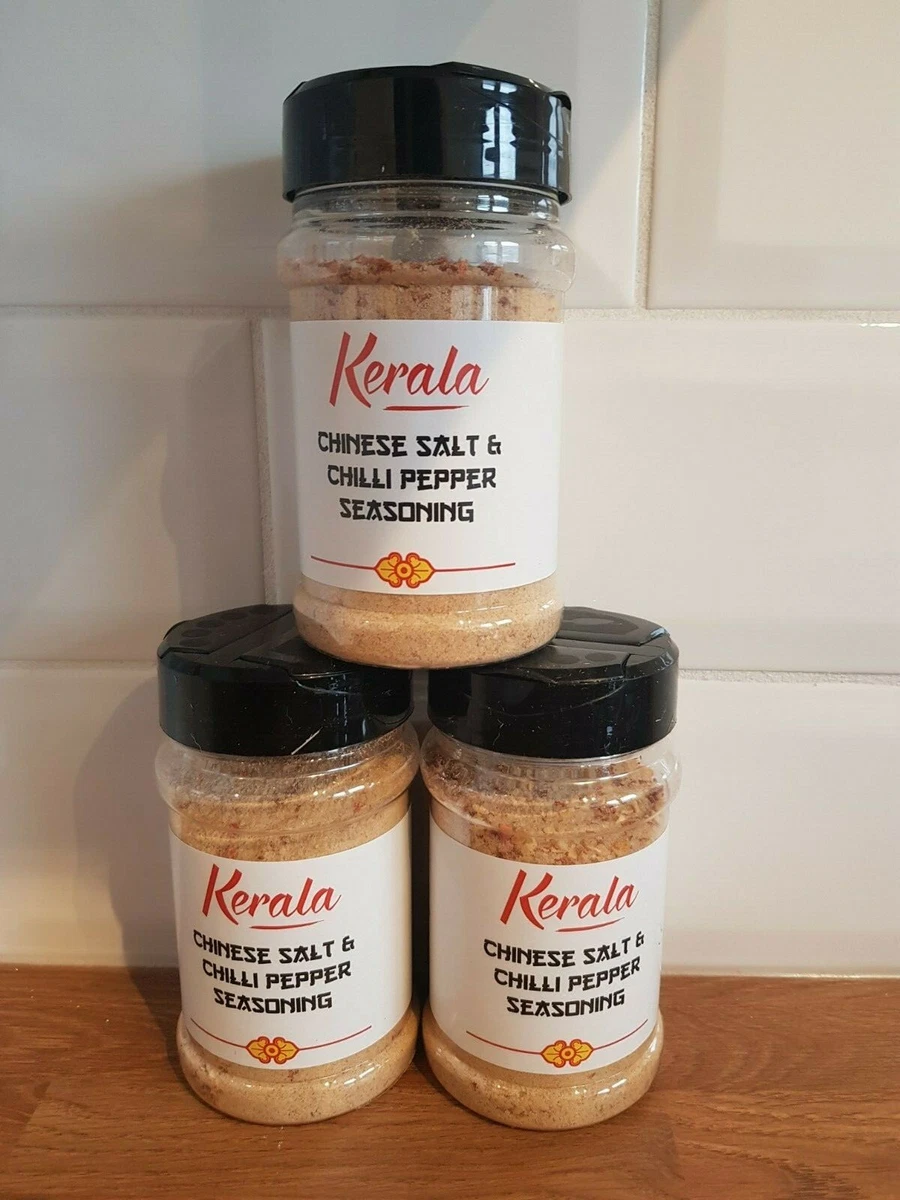 Kerala
CHINESE SALT &
CHILLI PEPPER
SEASONING
Kerala
CHINESE SALT &
CHILLI PEPPER
SEASONING
Kerala
CHINESE SALT &
CHILLI PEPPER
SEASONING